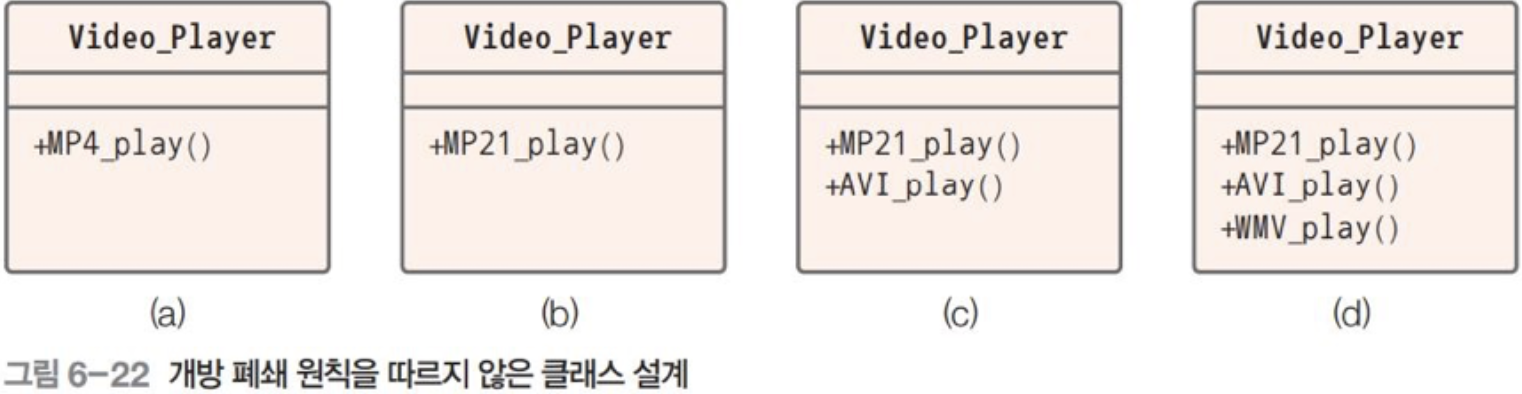 Video_Player
+MP4_play()
(a)
Video_Player
+MP21_play()
(b)
Video_Player
+MP21_play()
+AVI_play()
(c)
Video_Player
+MP21_play()
+AVI_play()
+WMV_play()
(d)
그림 6-22 개방 폐쇄 원칙을 따르지 않은 클래스 설계